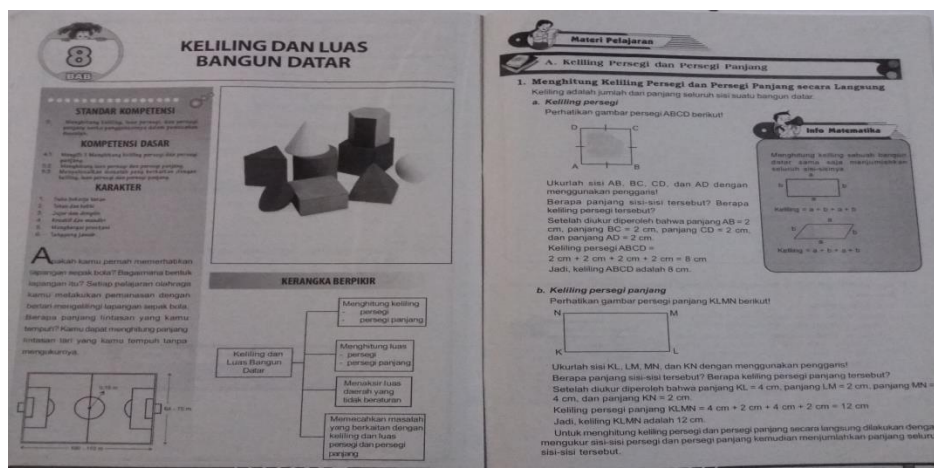 8
BAB
KELILING DAN LUAS
BANGUN DATAR
STANDAR KOMPETENSI
KOMPETENSI DASAR
KARAKTER
Apakah kamu pernah memerhatikan
lapangan sepak bola? Bagaimana bentuk
lapangan itu? Setiap pelajaran olahraga
kamu melakukan pemanasan dengan
berlari mengelilingi lapangan sepak bola.
Berapa panjang lintasan yang kamu
tempuh? Kamu dapat menghitung panjang
lintasan lari yang kamu tempuh tanpa
mengukurnya.
KERANGKA BERPIKIR
Keliling dan
Luas Bangun
Datar
Menghitung keliling
- persegi
- persegi panjang
Menghitung luas
- persegi
- persegi panjang
Menaksir luas
daerah yang
tidak beraturan
Memecahkan masalah
yang berkaitan dengan
keliling dan luas
persegi dan persegi
panjang
Materi Pelajaran
A. Keliling Persegi dan Persegi Panjang
1. Menghitung Keliling Persegi dan Persegi Panjang secara Langsung
Keliling adalah jumlah dari panjang seluruh sisi suatu bangun datar.
a. Keliling persegi
Perhatikan gambar persegi ABCD berikut!
D C
A B
Ukurlah sisi AB, BC, CD, dan AD dengan
menggunakan penggaris!
Berapa panjang sisi-sisi tersebut? Berapa
keliling persegi tersebut?
Setelah diukur diperoleh bahwa panjang AB = 2
cm, panjang BC = 2 cm, panjang CD = 2 cm,
dan panjang AD = 2 cm.
Keliling persegi ABCD =
2 cm + 2 cm + 2 cm + 2 cm = 8 cm
Jadi, keliling ABCD adalah 8 cm.
Info Matematika
Menghitung keliling sebuah bangun
datar sama saja menjumlahkan
seluruh sisi-sisinya.
a
b b
a
Keliling = a + b + a + b
a
b b
a
Keliling = a + b + a + b
b. Keliling persegi panjang
Perhatikan gambar persegi panjang KLMN berikut!
N M
K L
Ukurlah sisi KL, LM, MN, dan KN dengan menggunakan penggaris!
Berapa panjang sisi-sisi tersebut? Berapa keliling persegi panjang tersebut?
Setelah diukur diperoleh bahwa panjang KL = 4 cm, panjang LM = 2 cm, panjang MN =
4 cm, dan panjang KN = 2 cm.
Keliling persegi panjang KLMN = 4 cm + 2 cm + 4 cm + 2 cm = 12 cm
Jadi, keliling KLMN adalah 12 cm.
Untuk menghitung keliling persegi dan persegi panjang secara langsung dilakukan denga
mengukur sisi-sisi persegi dan persegi panjang kemudian menjumlahkan panjang seluru
sisi-sisi tersebut.